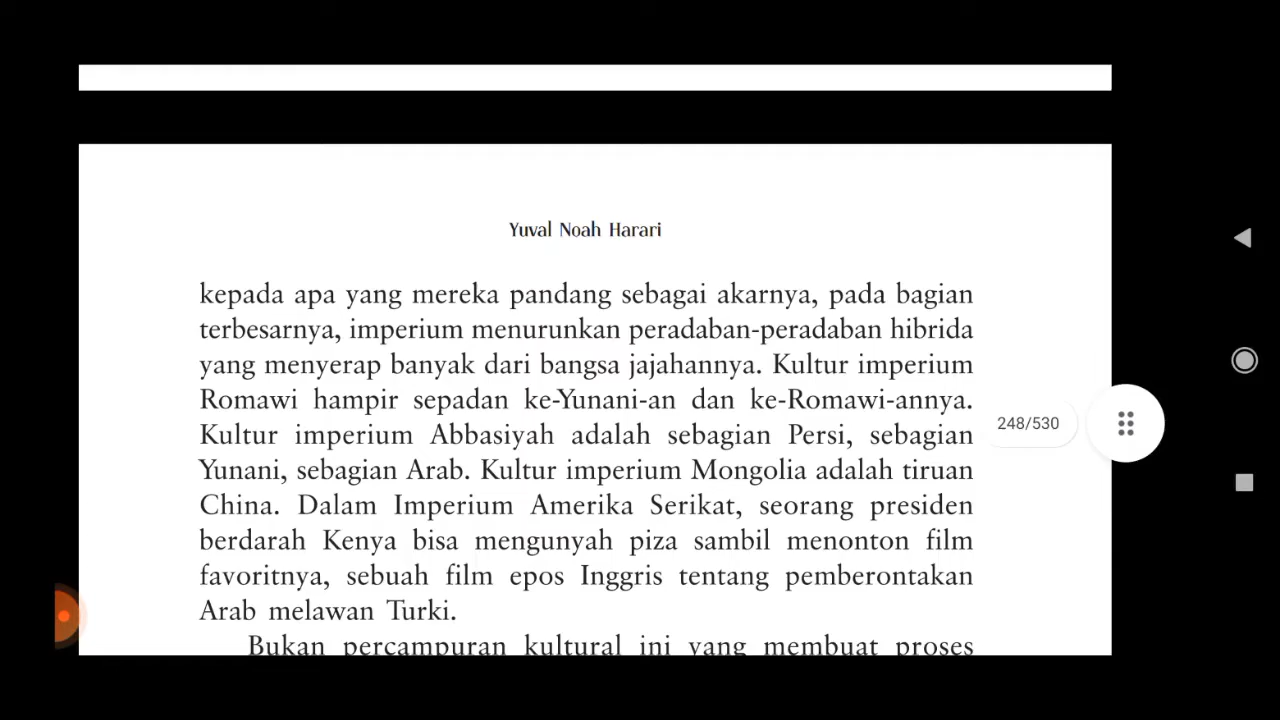 Yuval Noah Harari
kepada apa yang mereka pandang sebagai akarnya, pada bagian
terbesarnya, imperium menurunkan peradaban-peradaban hibrida
yang menyerap banyak dari bangsa jajahannya. Kultur imperium
Romawi hampir sepadan ke-Yunani-an dan ke-Romawi-annya.
Kultur imperium Abbasiyah adalah sebagian Persi, sebagian
Yunani, sebagian Arab. Kultur imperium Mongolia adalah tiruan
China. Dalam Imperium Amerika Serikat, seorang presiden
berdarah Kenya bisa mengunyah piza sambil menonton film
favoritnya, sebuah film epos Inggris tentang pemberontakan
Arab melawan Turki.
Bukan percampuran kultural ini yang membuat proses
248/530